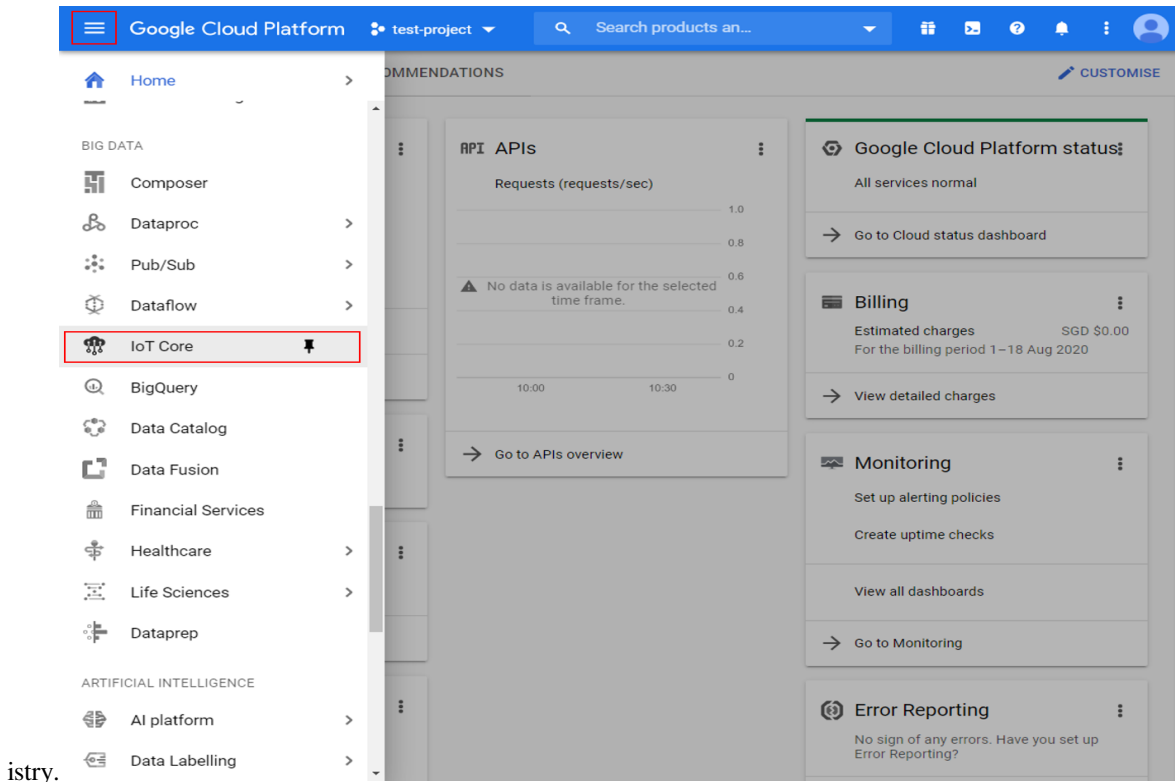 Google Cloud Platform
test-project
Search products an...
Home
BIG DATA
Composer
Dataproc
Pub/Sub
Dataflow
IoT Core
BigQuery
Data Catalog
Data Fusion
Financial Services
Healthcare
Life Sciences
Dataprep
ARTIFICIAL INTELLIGENCE
AI platform
Data Labelling
OMMENDATIONS
CUSTOMISE
API APIs
Requests (requests/sec)
1.0
0.8
0.6
0.4
0.2
0
No data is available for the selected
time frame.
10:00
10:30
Go to APIs overview
Google Cloud Platform status
All services normal
Go to Cloud status dashboard
Billing
Estimated charges SGD $0.00
For the billing period 1–18 Aug 2020
View detailed charges
Monitoring
Set up alerting policies
Create uptime checks
View all dashboards
Go to Monitoring
Error Reporting
No sign of any errors. Have you set up
Error Reporting?
istry.